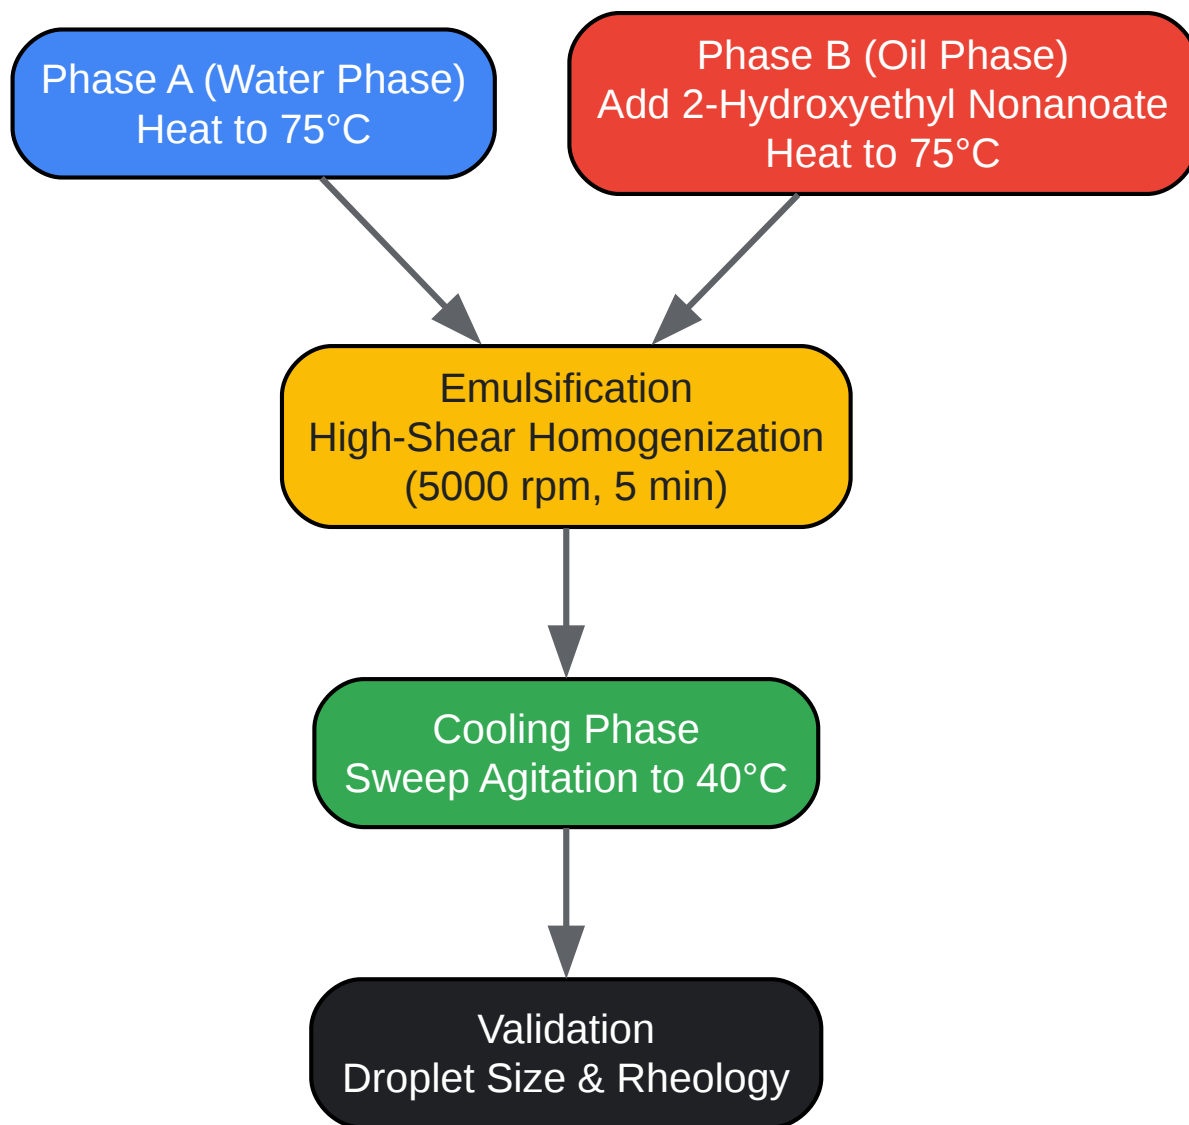 Phase A (Water Phase)
Heat to 75°C
Phase B (Oil Phase)
Add 2-Hydroxyethyl Nonanoate
Heat to 75°C
Emulsification
High-Shear Homogenization
(5000 rpm, 5 min)
Cooling Phase
Sweep Agitation to 40°C
Validation
Droplet Size & Rheology